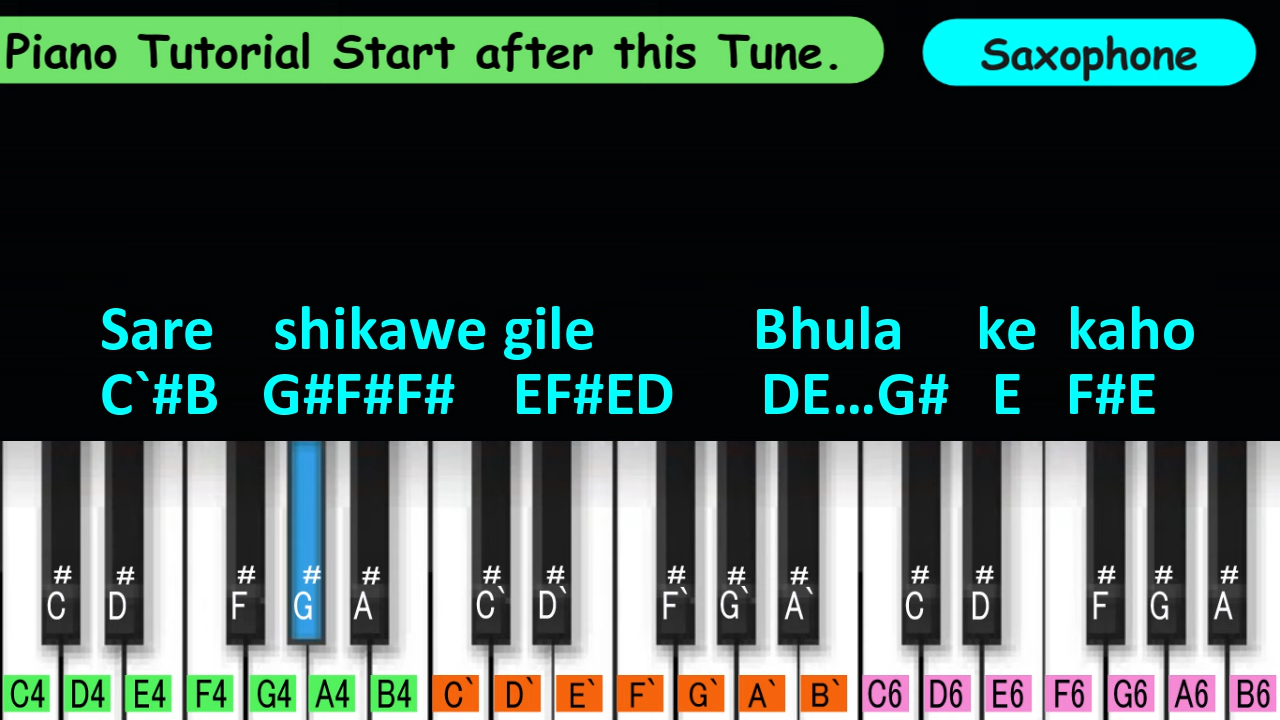 Piano Tutorial Start after this Tune.
Saxophone
Sare shikawe gile Bhula ke kaho
C`#B G#F#F# EF#ED DE...G# E F#E
# # # # # # # # # # # # # # #
C D F G A C` D` F` G` A` C D F G A
C4 D4 E4 F4 G4 A4 B4 C` D` E` F` G` A` B` C6 D6 E6 F6 G6 A6 B6